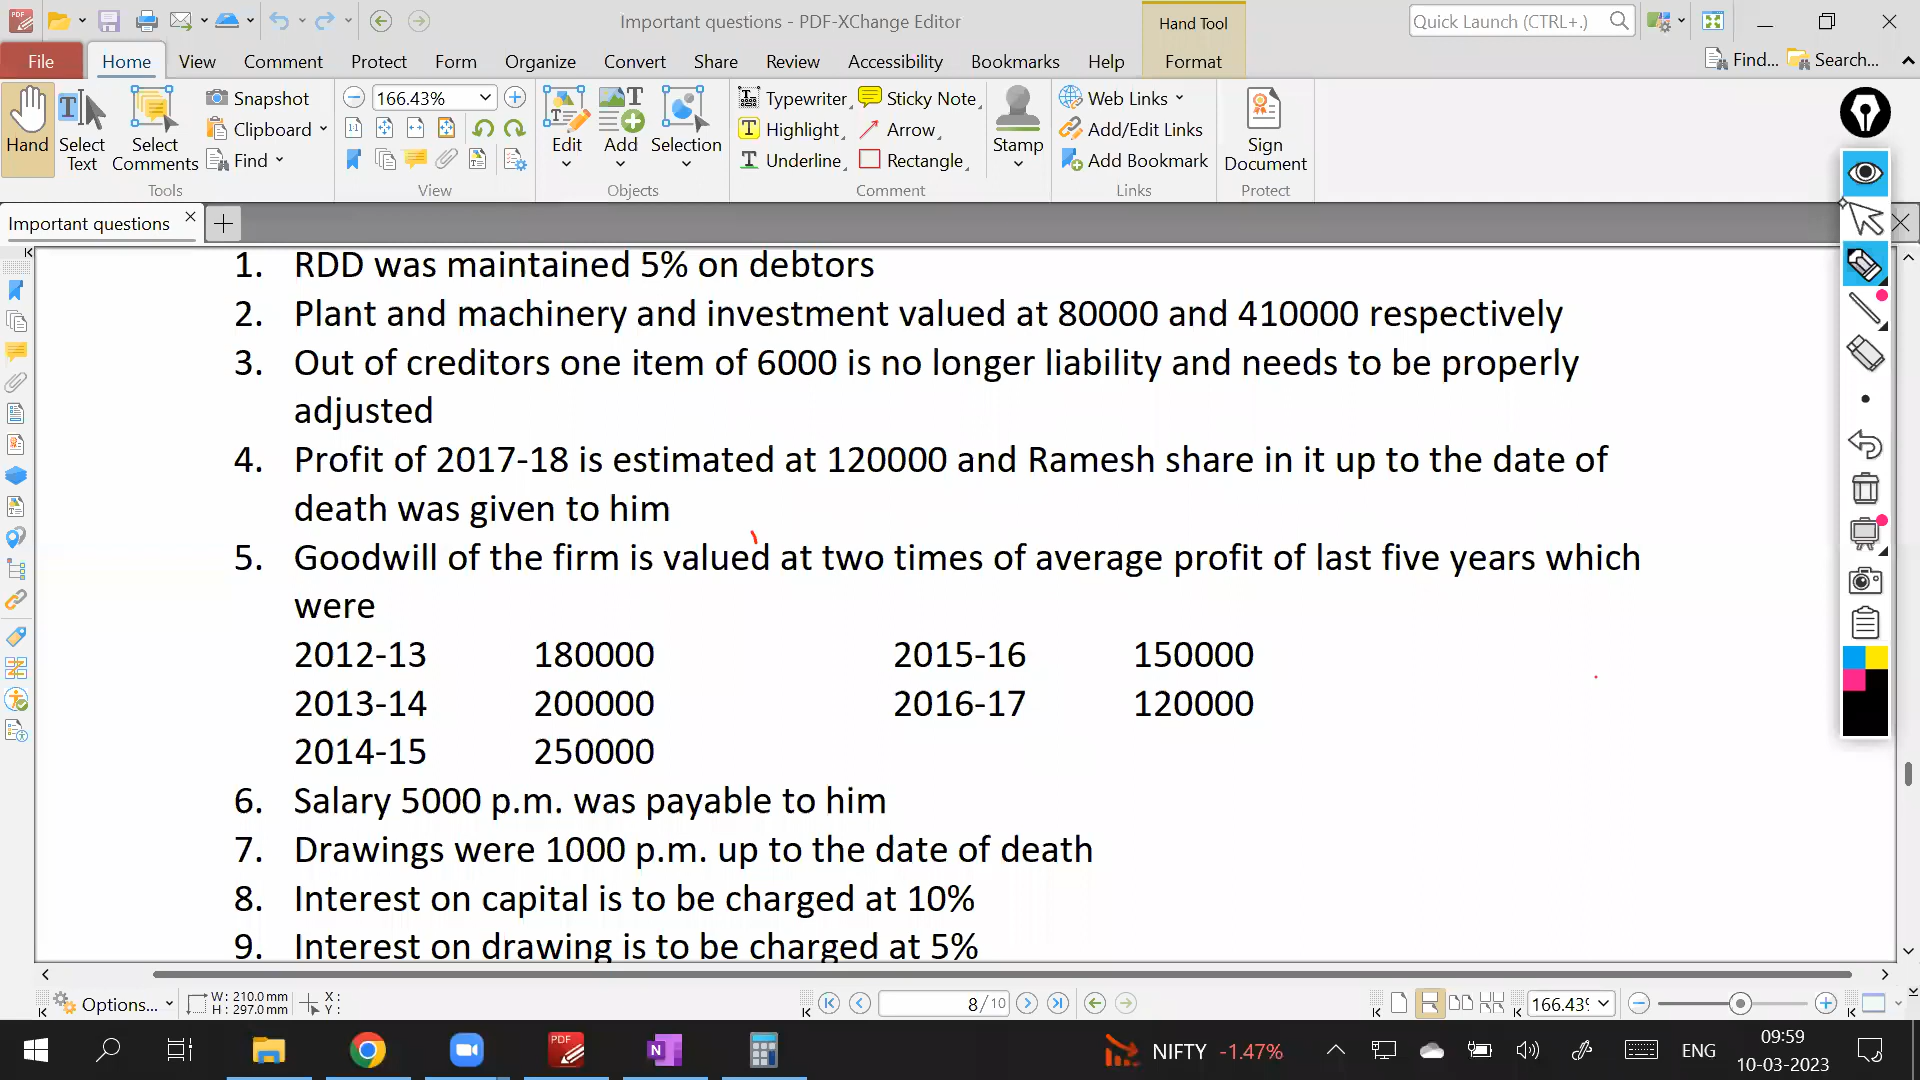 Important questions - PDF-XChange Editor
Hand Tool
Quick Launch (CTRL+.)
File
Home
View
Comment
Protect
Form
Organize
Convert
Share
Review
Accessibility
Bookmarks
Help
Format
Find...
Search...
Hand
Select Text
Select Comments
Snapshot
Clipboard
Find
Tools
166.43%
View
Edit
Add
Selection
Objects
Typewriter
Sticky Note
Highlight
Arrow
Underline
Rectangle
Stamp
Comment
Web Links
Add/Edit Links
Add Bookmark
Links
Sign Document
Protect
Important questions
1. RDD was maintained 5% on debtors
2. Plant and machinery and investment valued at 80000 and 410000 respectively
3. Out of creditors one item of 6000 is no longer liability and needs to be properly
adjusted
4. Profit of 2017-18 is estimated at 120000 and Ramesh share in it up to the date of
death was given to him
5. Goodwill of the firm is valued at two times of average profit of last five years which
were
2012-13 180000 2015-16 150000
2013-14 200000 2016-17 120000
2014-15 250000
6. Salary 5000 p.m. was payable to him
7. Drawings were 1000 p.m. up to the date of death
8. Interest on capital is to be charged at 10%
9. Interest on drawing is to be charged at 5%
Options...
W: 210.0 mm
H: 297.0 mm
X:
Y:
8 / 10
166.43
NIFTY -1.47%
ENG
09:59
10-03-2023